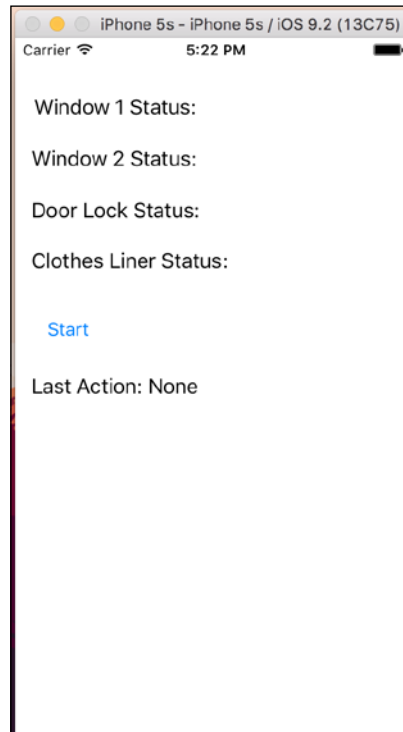 iPhone 5s - iPhone 5s / iOS 9.2 (13C75)
Carrier 5:22 PM
Window 1 Status:
Window 2 Status:
Door Lock Status:
Clothes Liner Status:
Start
Last Action: None